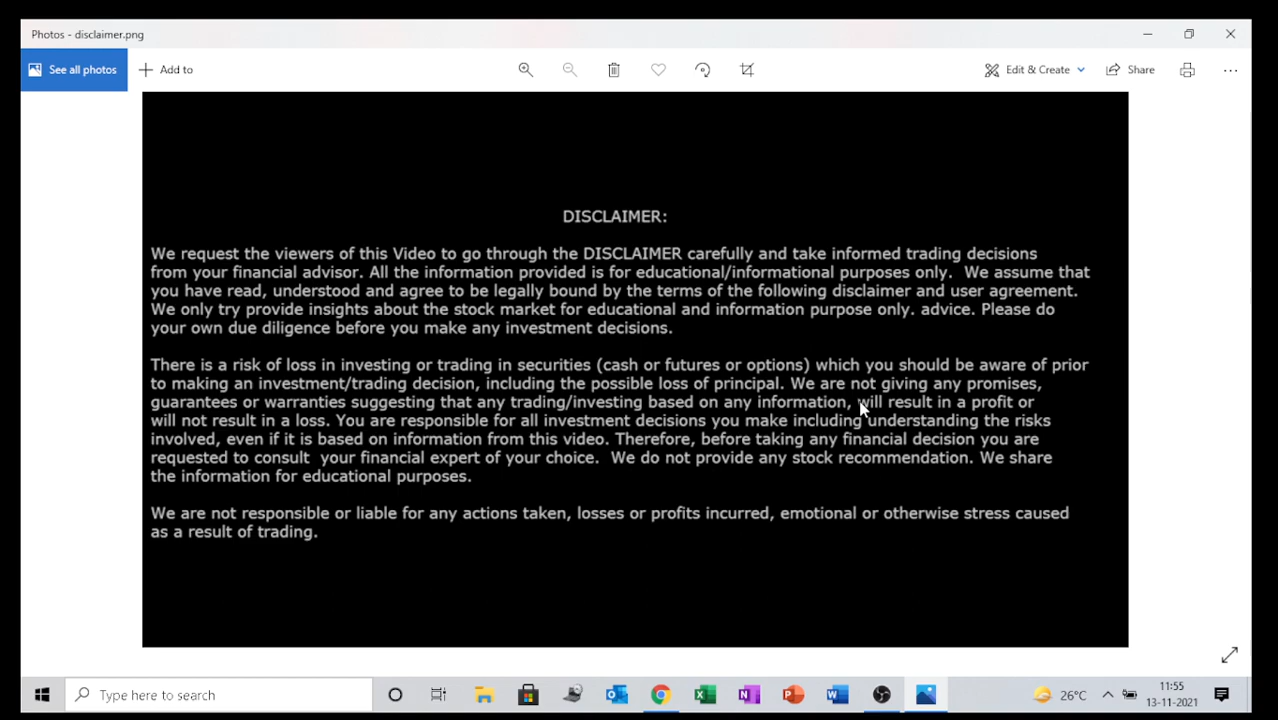 Photos - disclaimer.png
See all photos
Add to
Edit & Create
Share
DISCLAIMER:
We request the viewers of this Video to go through the DISCLAIMER carefully and take informed trading decisions
from your financial advisor. All the information provided is for educational/informational purposes only.  We assume that
you have read, understood and agree to be legally bound by the terms of the following disclaimer and user agreement.
We only try provide insights about the stock market for educational and information purpose only. advice. Please do
your own due diligence before you make any investment decisions.
There is a risk of loss in investing or trading in securities (cash or futures or options) which you should be aware of prior
to making an investment/trading decision, including the possible loss of principal. We are not giving any promises,
guarantees or warranties suggesting that any trading/investing based on any information, will result in a profit or
will not result in a loss. You are responsible for all investment decisions you make including understanding the risks
involved, even if it is based on information from this video. Therefore, before taking any financial decision you are
requested to consult  your financial expert of your choice.  We do not provide any stock recommendation. We share
the information for educational purposes.
We are not responsible or liable for any actions taken, losses or profits incurred, emotional or otherwise stress caused
as a result of trading.
Type here to search
26°C
11:55
13-11-2021